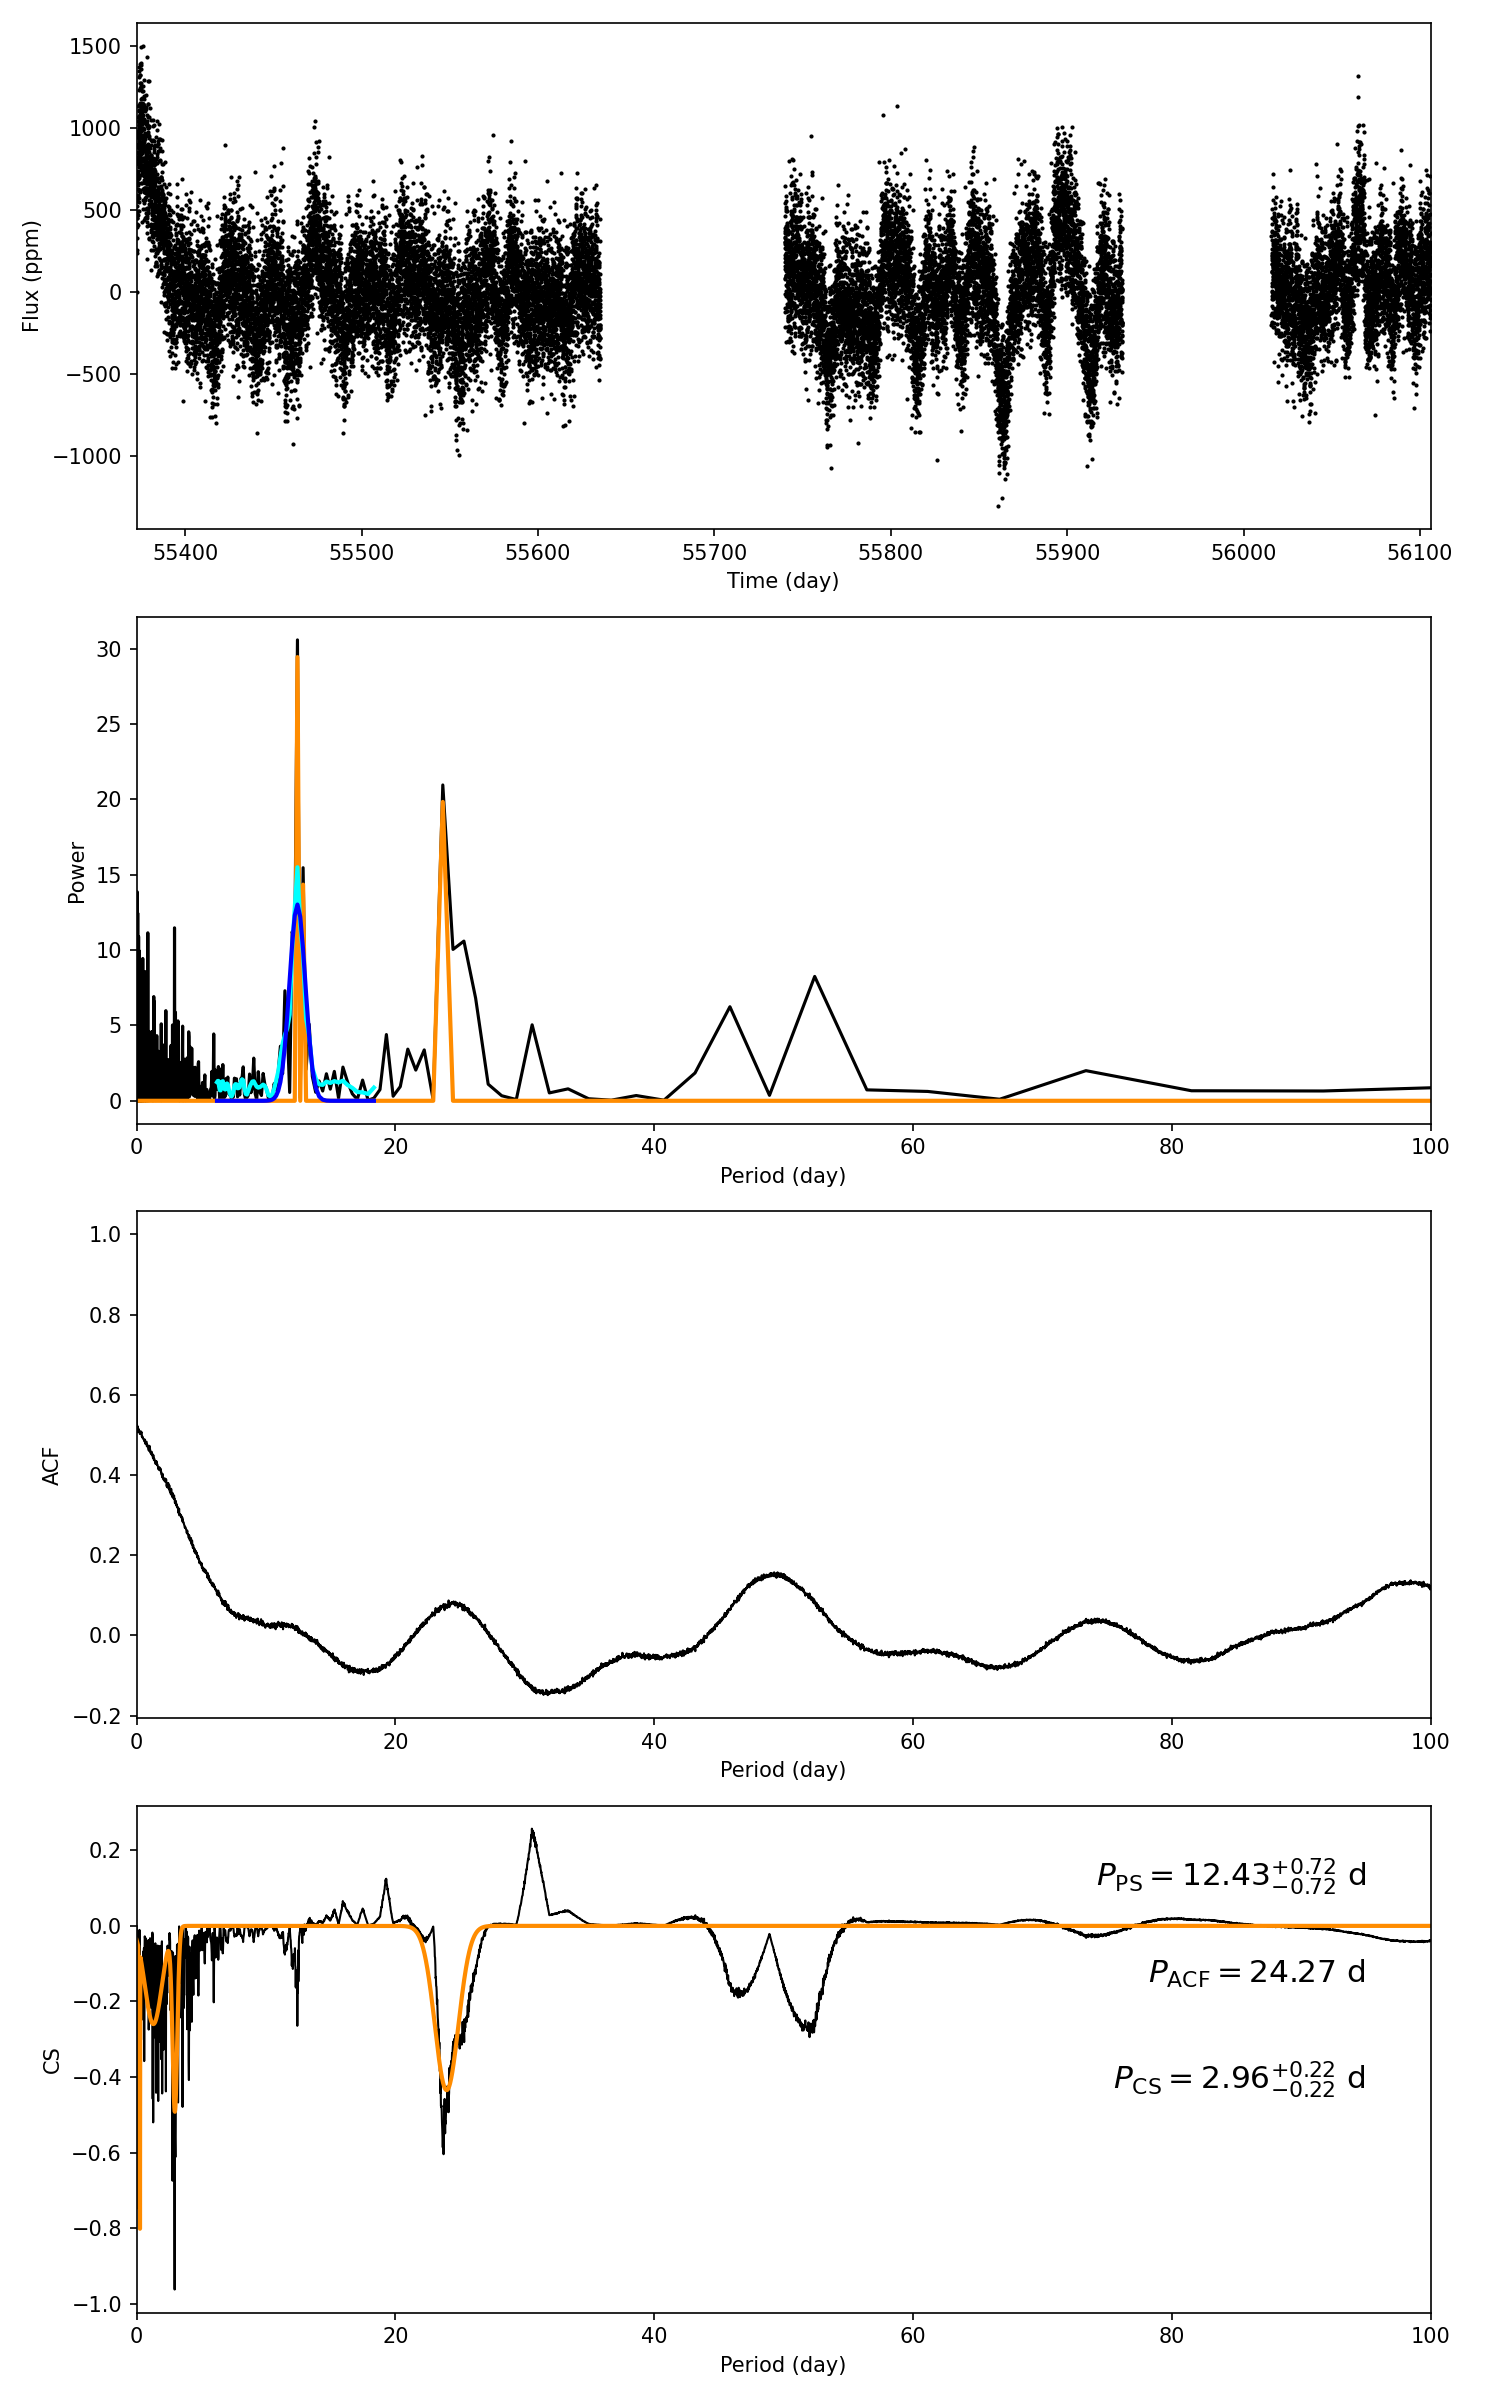 1500
1000
500
0
−500
−1000
Flux (ppm)
55400 55500 55600 55700 55800 55900 56000 56100
Time (day)
30
25
20
15
10
5
0
Power
0 20 40 60 80 100
Period (day)
1.0
0.8
0.6
0.4
0.2
0.0
−0.2
ACF
0 20 40 60 80 100
Period (day)
0.2
0.0
−0.2
−0.4
−0.6
−0.8
−1.0
CS
P_PS = 12.43 +0.72 −0.72 d
P_ACF = 24.27 d
P_CS = 2.96 +0.22 −0.22 d
0 20 40 60 80 100
Period (day)